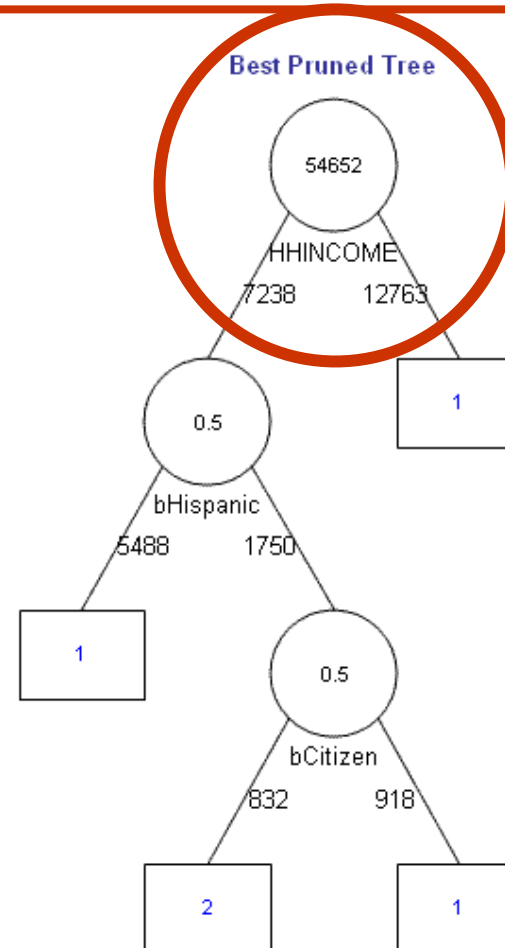 Best Pruned Tree
54652
HHINCOME
7238 12763
0.5 1
bHispanic
5488 1750
1 0.5
bCitizen
832 918
2 1